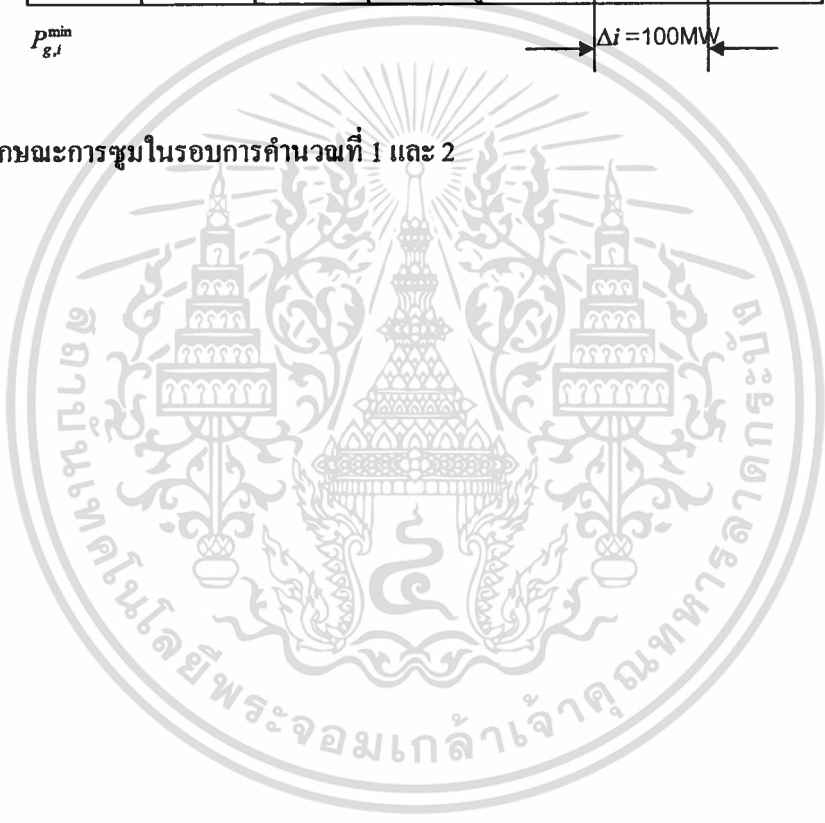 $P_{g,i}^{\min}$
Δi =100MW
กษณะการซูมในรอบการคำนวณที่ 1 และ 2
สถาบันเทคโนโลยีพระจอมเกล้าเจ้าคุณทหารลาดกระบัง